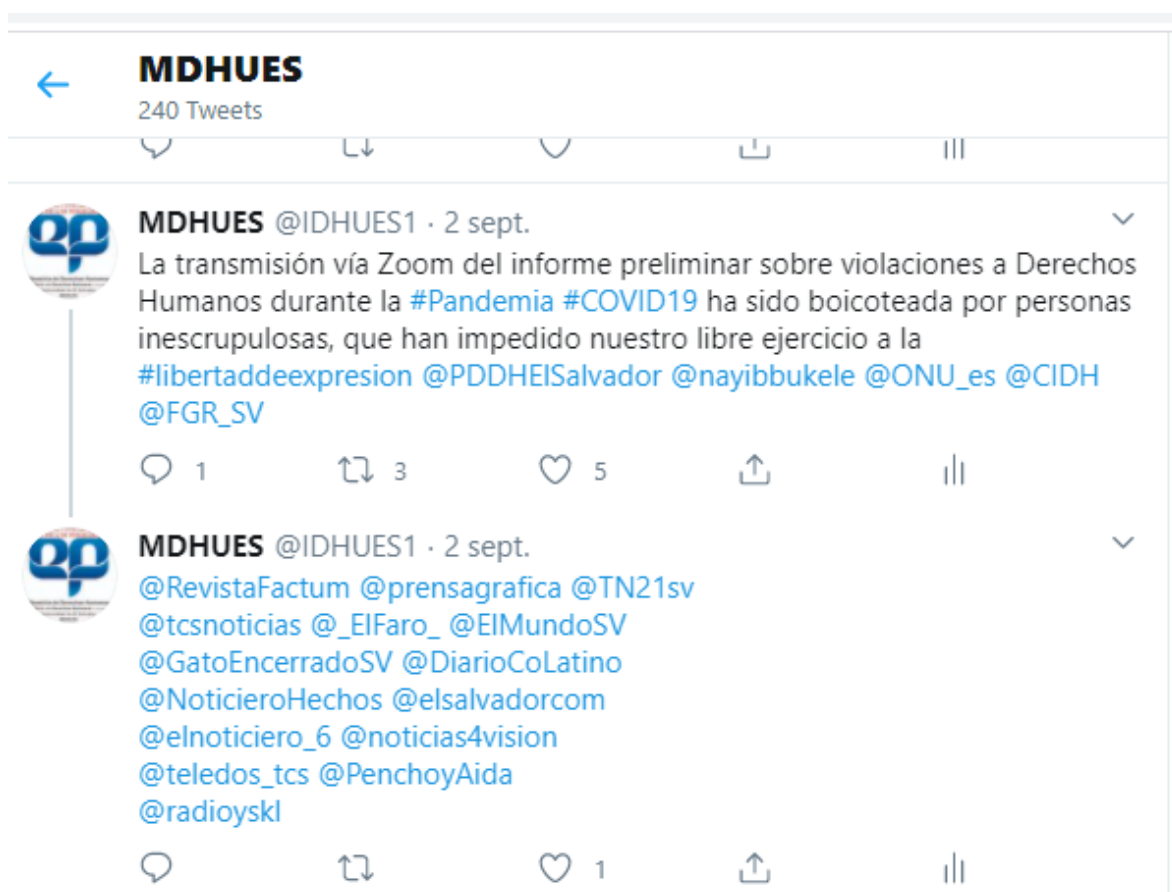 MDHUES
240 Tweets
MDHUES @IDHUES1 · 2 sept.
La transmisión vía Zoom del informe preliminar sobre violaciones a Derechos
Humanos durante la #Pandemia #COVID19 ha sido boicoteada por personas
inescrupulosas, que han impedido nuestro libre ejercicio a la
#libertaddeexpresion @PDDHElSalvador @nayibbukele @ONU_es @CIDH
@FGR_SV
1 3 5
MDHUES @IDHUES1 · 2 sept.
@RevistaFactum @prensagrafica @TN21sv
@tcsnoticias @_ElFaro_ @ElMundoSV
@GatoEncerradoSV @DiarioCoLatino
@NoticieroHechos @elsalvadorcom
@elnoticiero_6 @noticias4vision
@teledos_tcs @PenchoyAida
@radioyskl
1